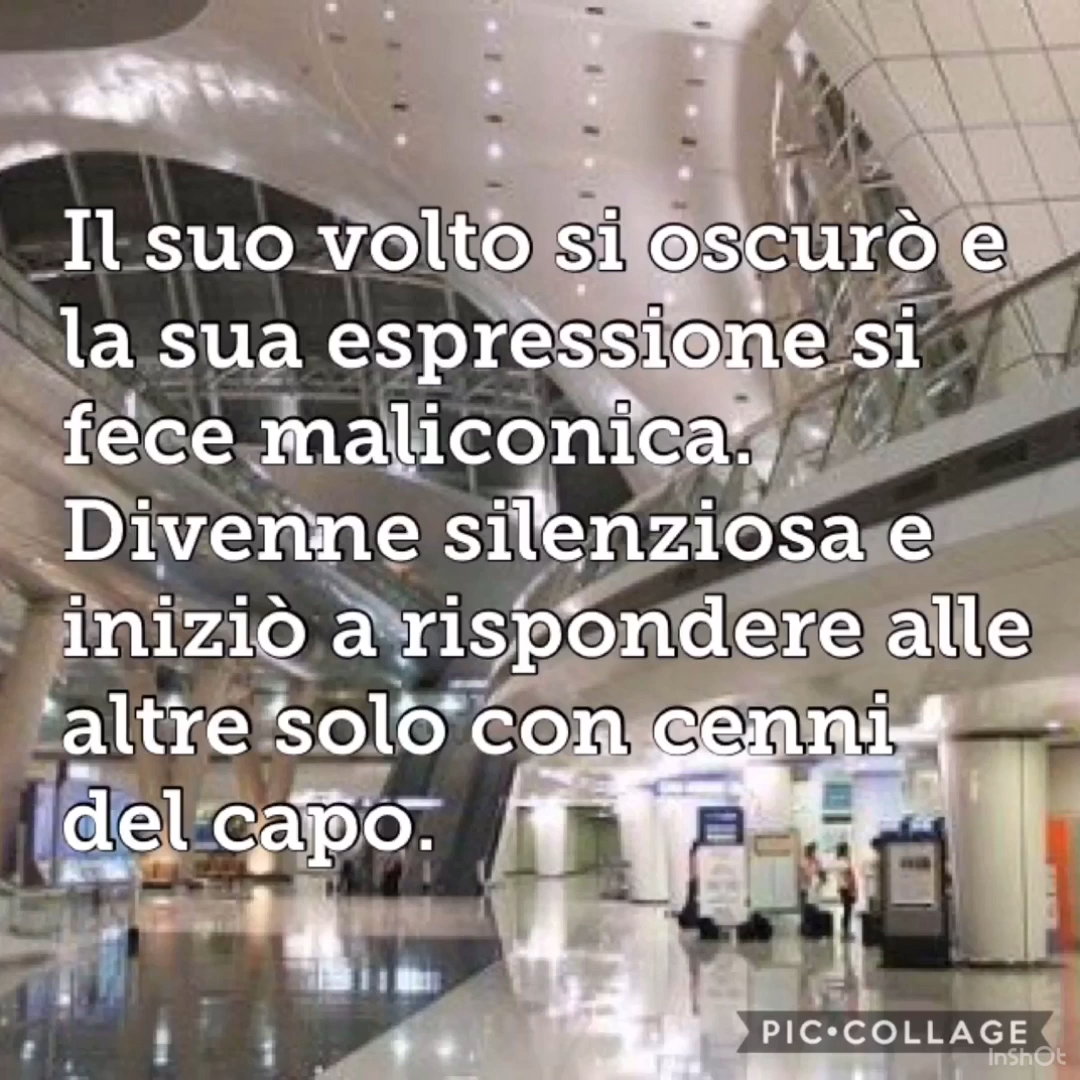 Il suo volto si oscurò e
la sua espressione si
fece maliconica.
Divenne silenziosa e
iniziò a rispondere alle
altre solo con cenni
del capo.
PIC•COLLAGE
InShOt